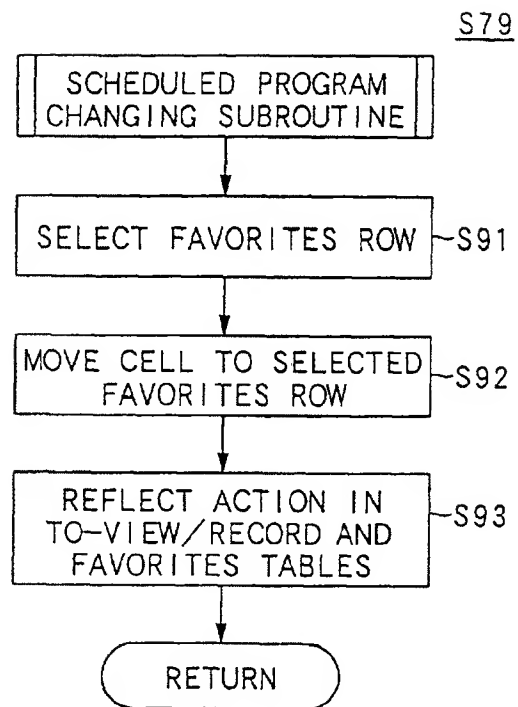 S79
SCHEDULED PROGRAM
CHANGING SUBROUTINE
SELECT FAVORITES ROW
S91
MOVE CELL TO SELECTED
FAVORITES ROW
S92
REFLECT ACTION IN
TO-VIEW/RECORD AND
FAVORITES TABLES
S93
RETURN